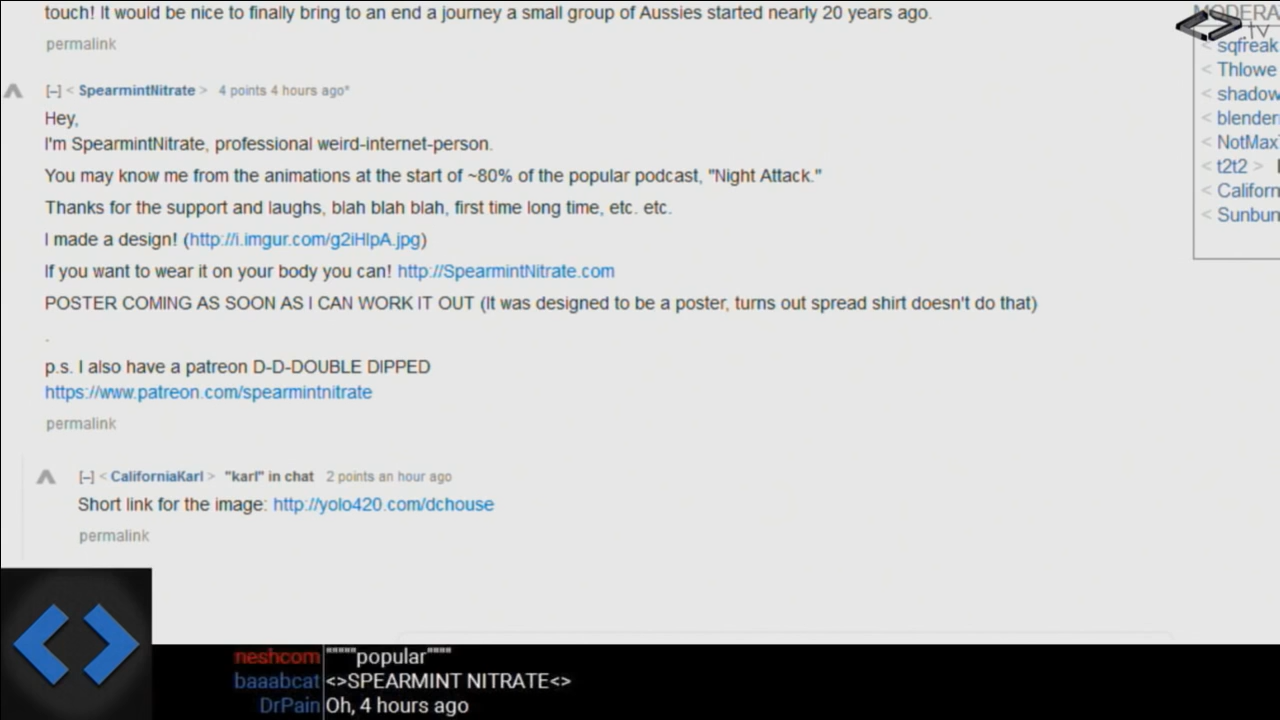 touch! It would be nice to finally bring to an end a journey a small group of Aussies started nearly 20 years ago.
permalink
[–] < SpearmintNitrate > 4 points 4 hours ago*
Hey,
I'm SpearmintNitrate, professional weird-internet-person.
You may know me from the animations at the start of ~80% of the popular podcast, "Night Attack."
Thanks for the support and laughs, blah blah blah, first time long time, etc. etc.
I made a design! (http://i.imgur.com/g2iHlpA.jpg)
If you want to wear it on your body you can! http://SpearmintNitrate.com
POSTER COMING AS SOON AS I CAN WORK IT OUT (It was designed to be a poster, turns out spread shirt doesn't do that)
.
p.s. I also have a patreon D-D-DOUBLE DIPPED
https://www.patreon.com/spearmintnitrate
permalink
[–] < CaliforniaKarl > "karl" in chat 2 points an hour ago
Short link for the image: http://yolo420.com/dchouse
permalink
MODERA
<>.tv
< sqfreak
< Thlowe
< shadow
< blender
< NotMaxT
< t2t2 >
< Californ
< Sunbun
<>
neshcom """""popular""""
baaabcat <>SPEARMINT NITRATE<>
DrPain Oh, 4 hours ago